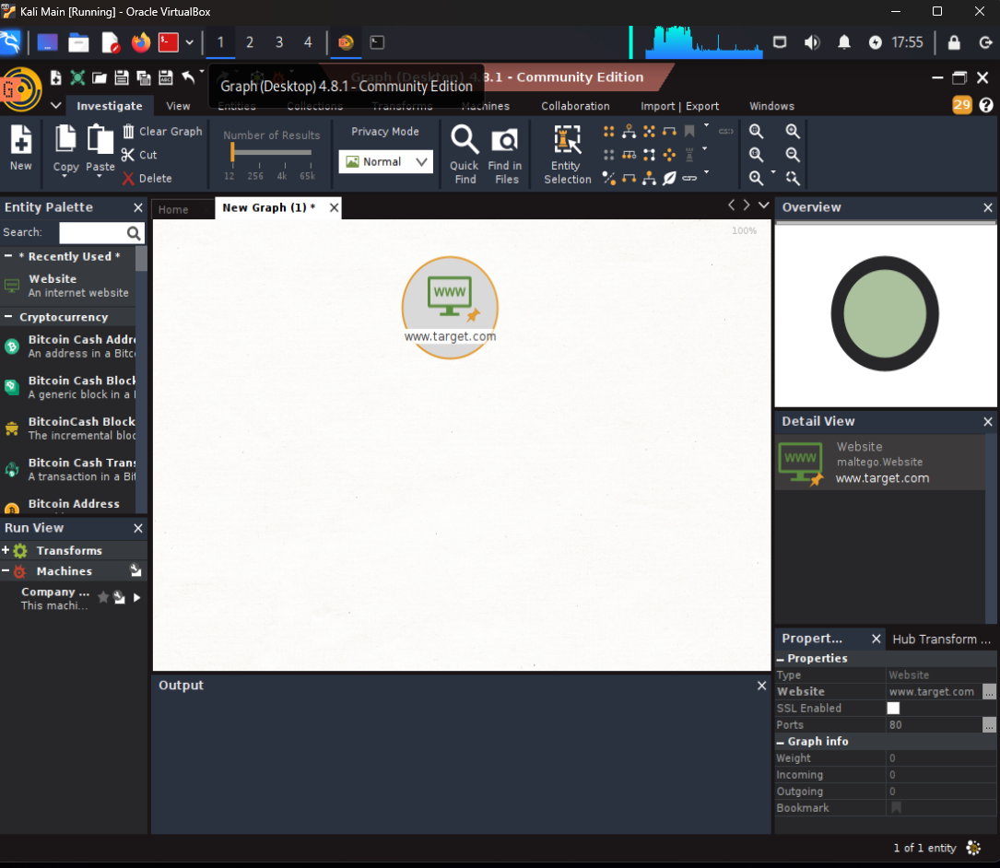 Kali Main [Running] - Oracle VirtualBox
1 2 3 4
17:55
Graph (Desktop) 4.8.1 - Community Edition
Graph (Desktop) 4.8.1 - Community Edition
Investigate View Entities Collections Transforms Machines Collaboration Import | Export Windows
29
New
Copy
Paste
Clear Graph
Cut
Delete
Number of Results
12 256 4k 65k
Privacy Mode
Normal
Quick Find
Find in Files
Entity Selection
Entity Palette
Search:
* Recently Used *
Website
An internet website
Cryptocurrency
Bitcoin Cash Addre
An address in a Bitc
Bitcoin Cash Block
A generic block in a
BitcoinCash Block
The incremental bloc
Bitcoin Cash Trans
A transaction in a Bit
Bitcoin Address
Run View
Transforms
Machines
Company ...
This machi...
Home
New Graph (1) *
100%
WWW
www.target.com
Output
Overview
Detail View
WWW
Website
maltego.Website
www.target.com
Propert...
Hub Transform ...
Properties
Type Website
Website www.target.com ...
SSL Enabled
Ports 80 ...
Graph info
Weight 0
Incoming 0
Outgoing 0
Bookmark
1 of 1 entity